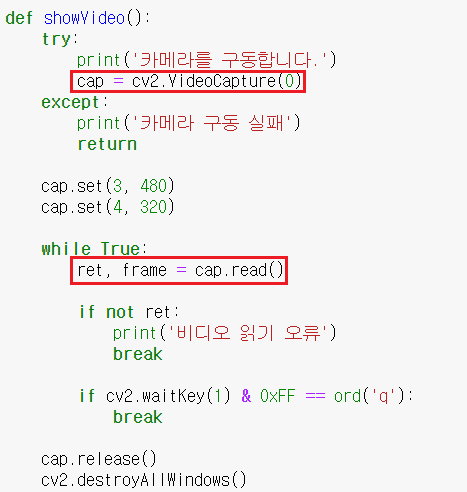 def showVideo():
    try:
        print('카메라를 구동합니다.')
        cap = cv2.VideoCapture(0)
    except:
        print('카메라 구동 실패')
        return
    cap.set(3, 480)
    cap.set(4, 320)
    while True:
        ret, frame = cap.read()
        if not ret:
            print('비디오 읽기 오류')
            break
        if cv2.waitKey(1) & 0xFF == ord('q'):
            break
    cap.release()
    cv2.destroyAllWindows()